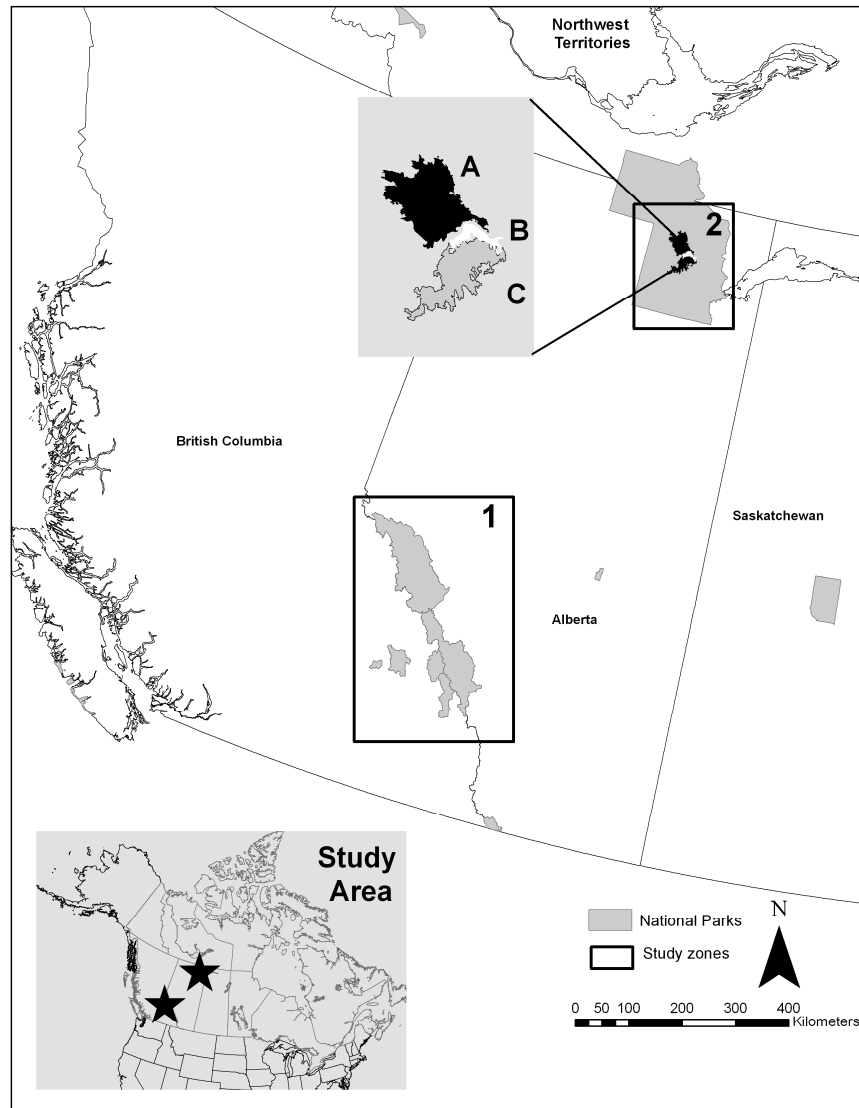 Northwest
Territories
A
B
C
2
British Columbia
1
Saskatchewan
Alberta
Study
Area
National Parks
Study zones
N
0 50 100 200 300 400
Kilometers